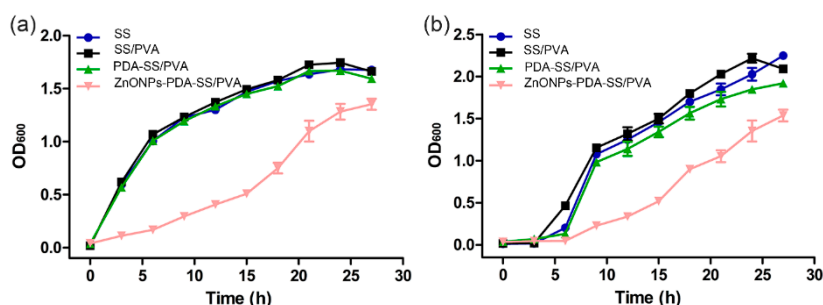 (a)
SS
SS/PVA
PDA-SS/PVA
ZnONPs-PDA-SS/PVA
2.0
1.5
1.0
0.5
0.0
OD600
0 5 10 15 20 25 30
Time (h)
(b)
SS
SS/PVA
PDA-SS/PVA
ZnONPs-PDA-SS/PVA
2.5
2.0
1.5
1.0
0.5
0.0
OD600
0 5 10 15 20 25 30
Time (h)